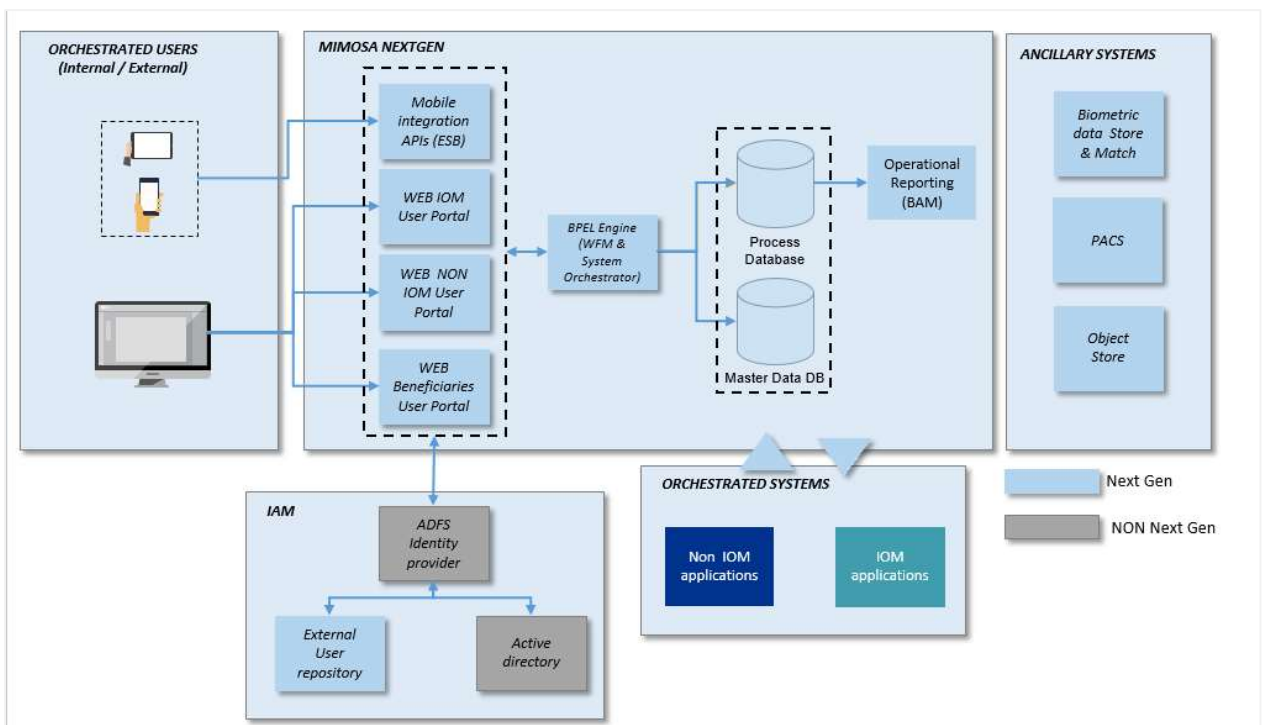 ORCHESTRATED USERS
(Internal / External)
MIMOSA NEXTGEN
Mobile
integration
APIs (ESB)
WEB IOM
User Portal
WEB NON
IOM User
Portal
WEB
Beneficiaries
User Portal
BPEL Engine
(WFM &
System
Orchestrator)
Process
Database
Master Data DB
Operational
Reporting
(BAM)
ANCILLARY SYSTEMS
Biometric
data Store
& Match
PACS
Object
Store
IAM
ADFS
Identity
provider
External
User
repository
Active
directory
ORCHESTRATED SYSTEMS
Non IOM
applications
IOM
applications
Next Gen
NON Next Gen